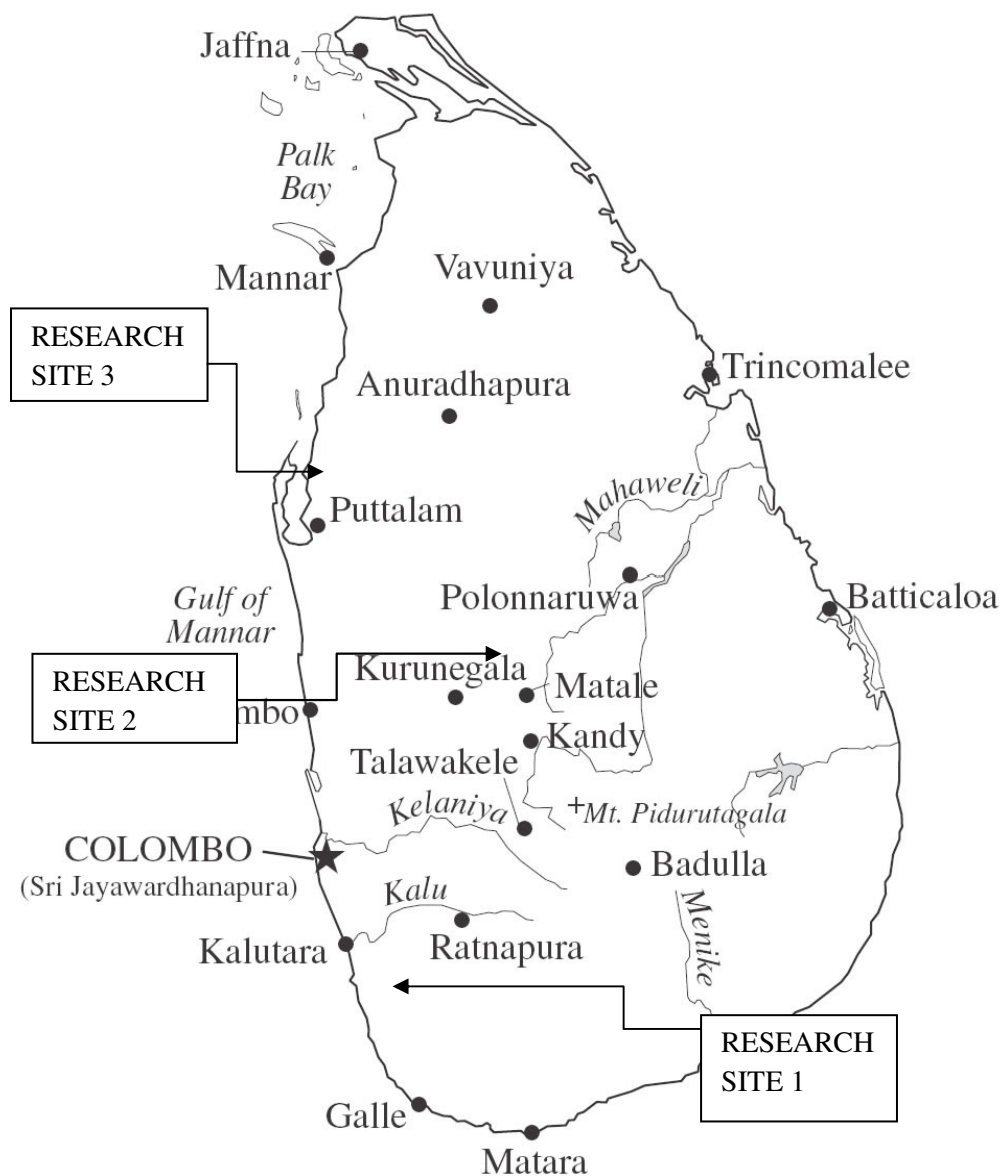 Jaffna
Palk
Bay
Mannar
Vavuniya
RESEARCH
SITE 3
Trincomalee
Anuradhapura
Mahaweli
Puttalam
Polonnaruwa
Batticaloa
Gulf of
Mannar
Kurunegala
RESEARCH
SITE 2
Matale
mbo
Kandy
Talawakele
Kelaniya
+Mt. Pidurutagala
COLOMBO
(Sri Jayawardhanapura)
Badulla
Kalu
Menike
Ratnapura
Kalutara
RESEARCH
SITE 1
Galle
Matara